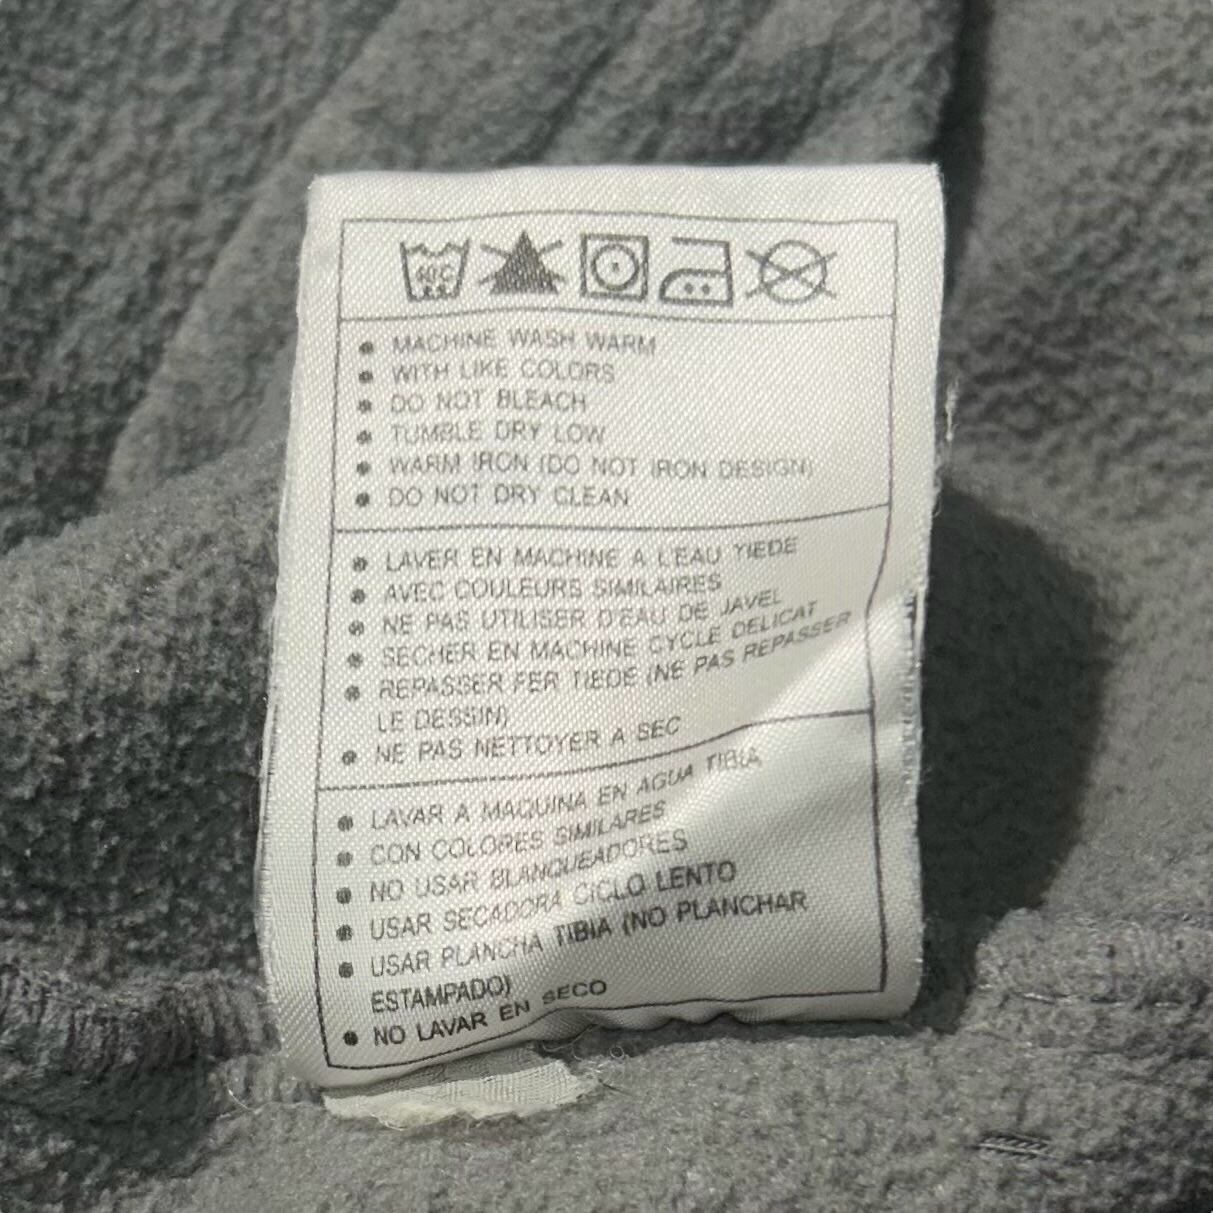 40C
• MACHINE WASH WARM
• WITH LIKE COLORS
• DO NOT BLEACH
• TUMBLE DRY LOW
• WARM IRON (DO NOT IRON DESIGN)
• DO NOT DRY CLEAN
• LAVER EN MACHINE A L'EAU TIEDE
• AVEC COULEURS SIMILAIRES
• NE PAS UTILISER D'EAU DE JAVEL
• SECHER EN MACHINE CYCLE DELICAT
• REPASSER FER TIEDE (NE PAS REPASSER
LE DESSIN)
• NE PAS NETTOYER A SEC
• LAVAR A MAQUINA EN AGUA TIBIA
• CON COLORES SIMILARES
• NO USAR BLANQUEADORES
• USAR SECADORA CICLO LENTO
• USAR PLANCHA TIBIA (NO PLANCHAR
ESTAMPADO)
• NO LAVAR EN SECO